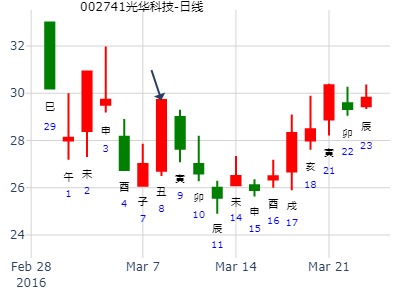 002741光华科技-日线
32
30
28
26
24
巳
29
午
1
未
2
申
3
酉
4
子
7
丑
8
寅
9
卯
10
辰
11
未
14
申
15
酉
16
戌
17
亥
18
寅
21
卯
22
辰
23
Feb 28
2016
Mar 7
Mar 14
Mar 21